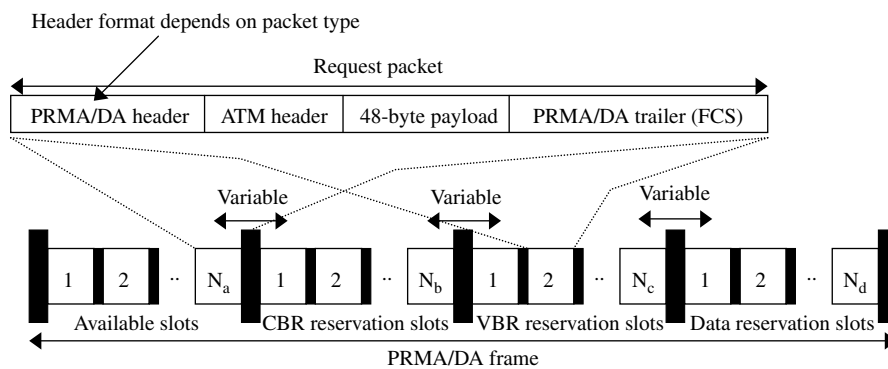 Header format depends on packet type
Request packet
PRMA/DA header ATM header 48-byte payload PRMA/DA trailer (FCS)
Variable Variable Variable
1 2 .. N_a 1 2 .. N_b 1 2 .. N_c 1 2 .. N_d
Available slots CBR reservation slots VBR reservation slots Data reservation slots
PRMA/DA frame